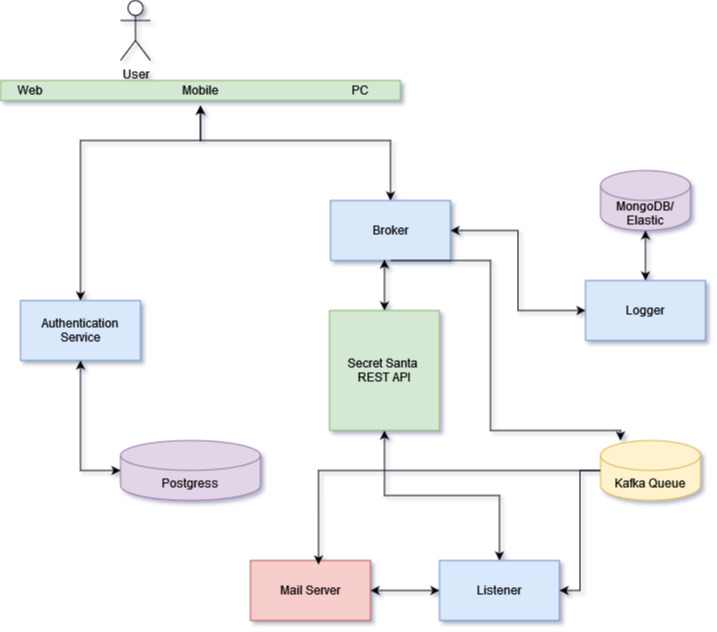 User
Web Mobile PC
MongoDB/
Elastic
Broker
Logger
Authentication
Service
Secret Santa
REST API
Postgress
Kafka Queue
Mail Server
Listener